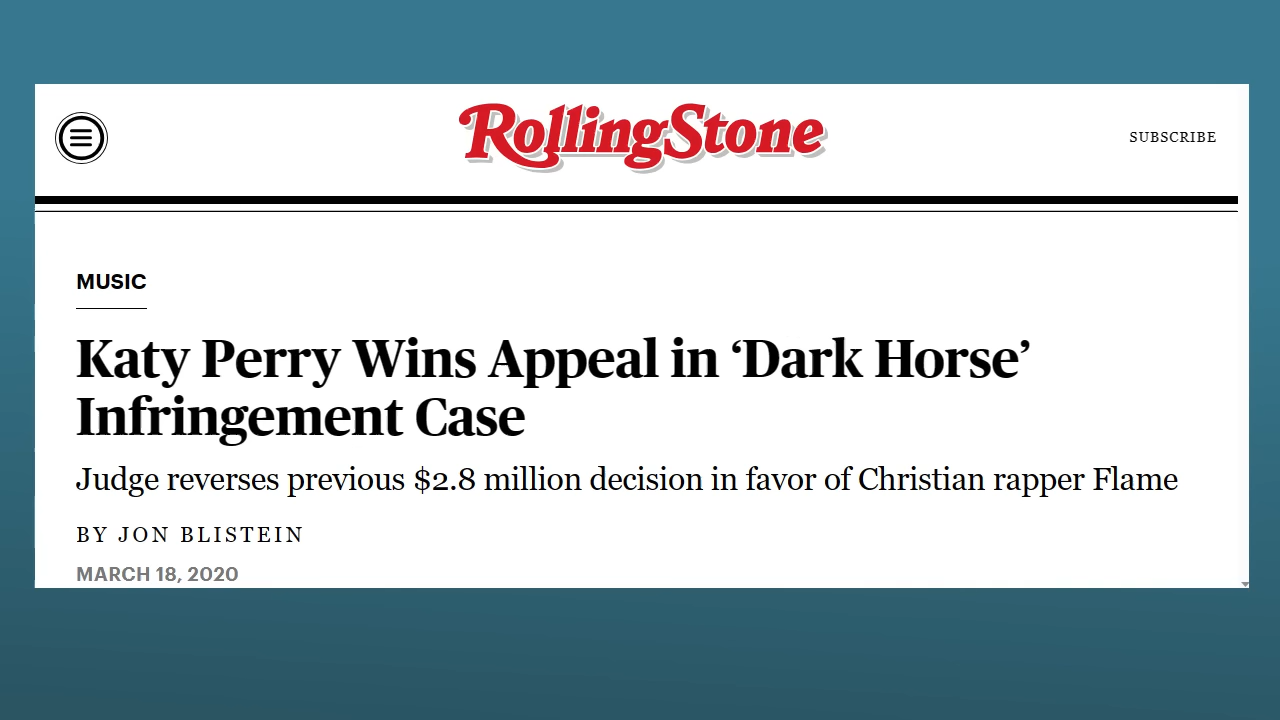 RollingStone
SUBSCRIBE
MUSIC
Katy Perry Wins Appeal in ‘Dark Horse’
Infringement Case
Judge reverses previous $2.8 million decision in favor of Christian rapper Flame
BY JON BLISTEIN
MARCH 18, 2020